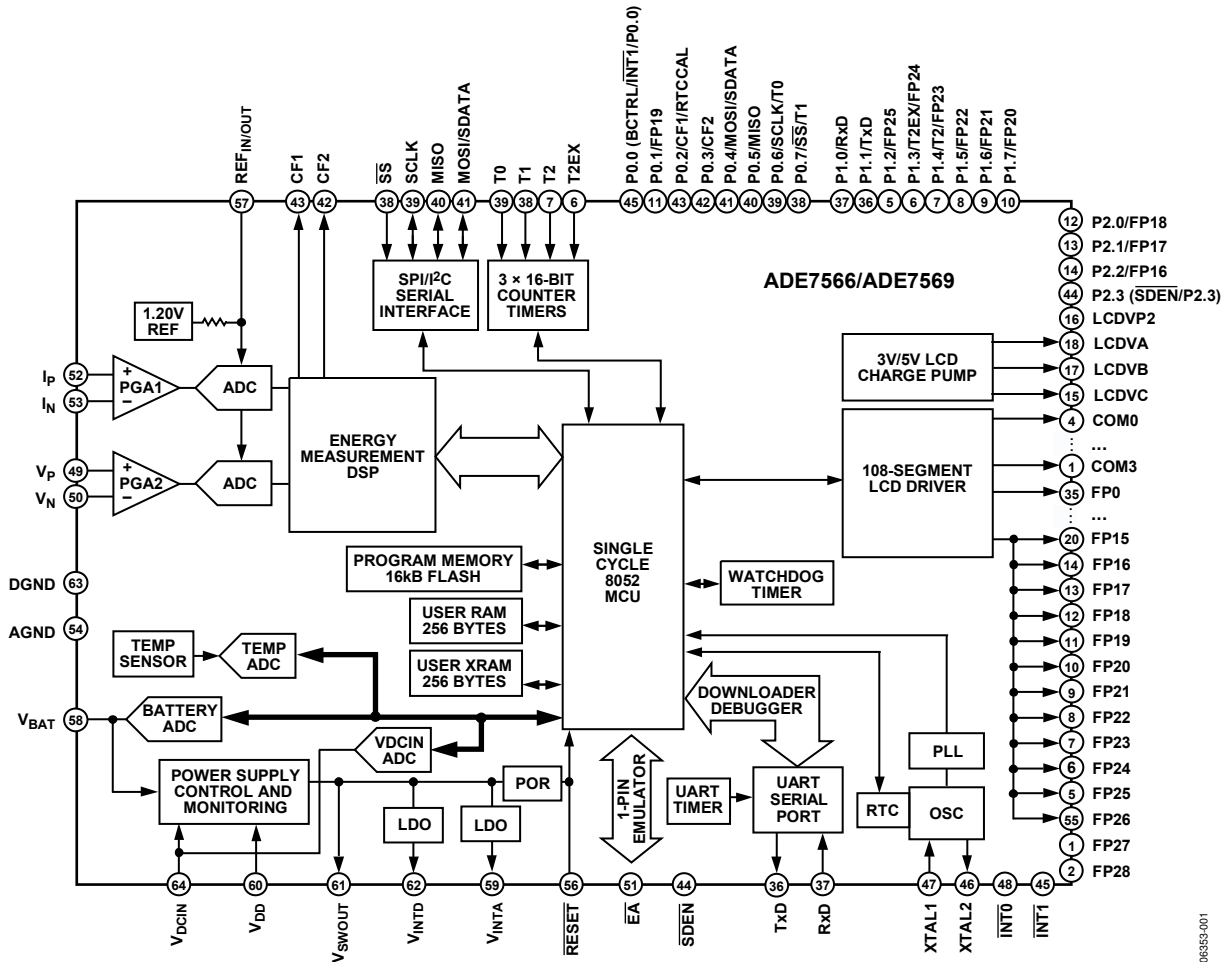 P0.0 (BCTRL/INT1/P0.0)
P0.1/FP19
P0.2/CF1/RTCCAL
P0.3/CF2
P0.4/MOSI/SDATA
P0.5/MISO
P0.6/SCLK/T0
P0.7/SS/T1
P1.0/RxD
P1.1/TxD
P1.2/FP25
P1.3/T2EX/FP24
P1.4/T2/FP23
P1.5/FP22
P1.6/FP21
P1.7/FP20
REFIN/OUT
CF1
CF2
SS
SCLK
MISO
MOSI/SDATA
T0
T1
T2
T2EX
57
43
42
38
39
40
41
39
38
7
6
45
11
43
42
41
40
39
38
37
36
5
6
7
8
9
10
12 P2.0/FP18
13 P2.1/FP17
14 P2.2/FP16
44 P2.3 (SDEN/P2.3)
16 LCDVP2
18 LCDVA
17 LCDVB
15 LCDVC
4 COM0
...
1 COM3
35 FP0
...
20 FP15
14 FP16
13 FP17
12 FP18
11 FP19
10 FP20
9 FP21
8 FP22
7 FP23
6 FP24
5 FP25
55 FP26
1 FP27
2 FP28
ADE7566/ADE7569
SPI/I2C
SERIAL
INTERFACE
3 × 16-BIT
COUNTER
TIMERS
1.20V
REF
IP 52
IN 53
+
PGA1
−
ADC
VP 49
VN 50
+
PGA2
−
ADC
ENERGY
MEASUREMENT
DSP
3V/5V LCD
CHARGE PUMP
108-SEGMENT
LCD DRIVER
SINGLE
CYCLE
8052
MCU
PROGRAM MEMORY
16kB FLASH
USER RAM
256 BYTES
USER XRAM
256 BYTES
WATCHDOG
TIMER
DGND 63
AGND 54
TEMP
SENSOR
TEMP
ADC
VBAT 58
BATTERY
ADC
VDCIN
ADC
POWER SUPPLY
CONTROL AND
MONITORING
LDO
LDO
POR
1-PIN
EMULATOR
DOWNLOADER
DEBUGGER
UART
TIMER
UART
SERIAL
PORT
PLL
RTC
OSC
64
60
61
62
59
56
51
44
36
37
47
46
48
45
VDCIN
VDD
VSWOUT
VINTD
VINTA
RESET
EA
SDEN
TxD
RxD
XTAL1
XTAL2
INT0
INT1
06353-001